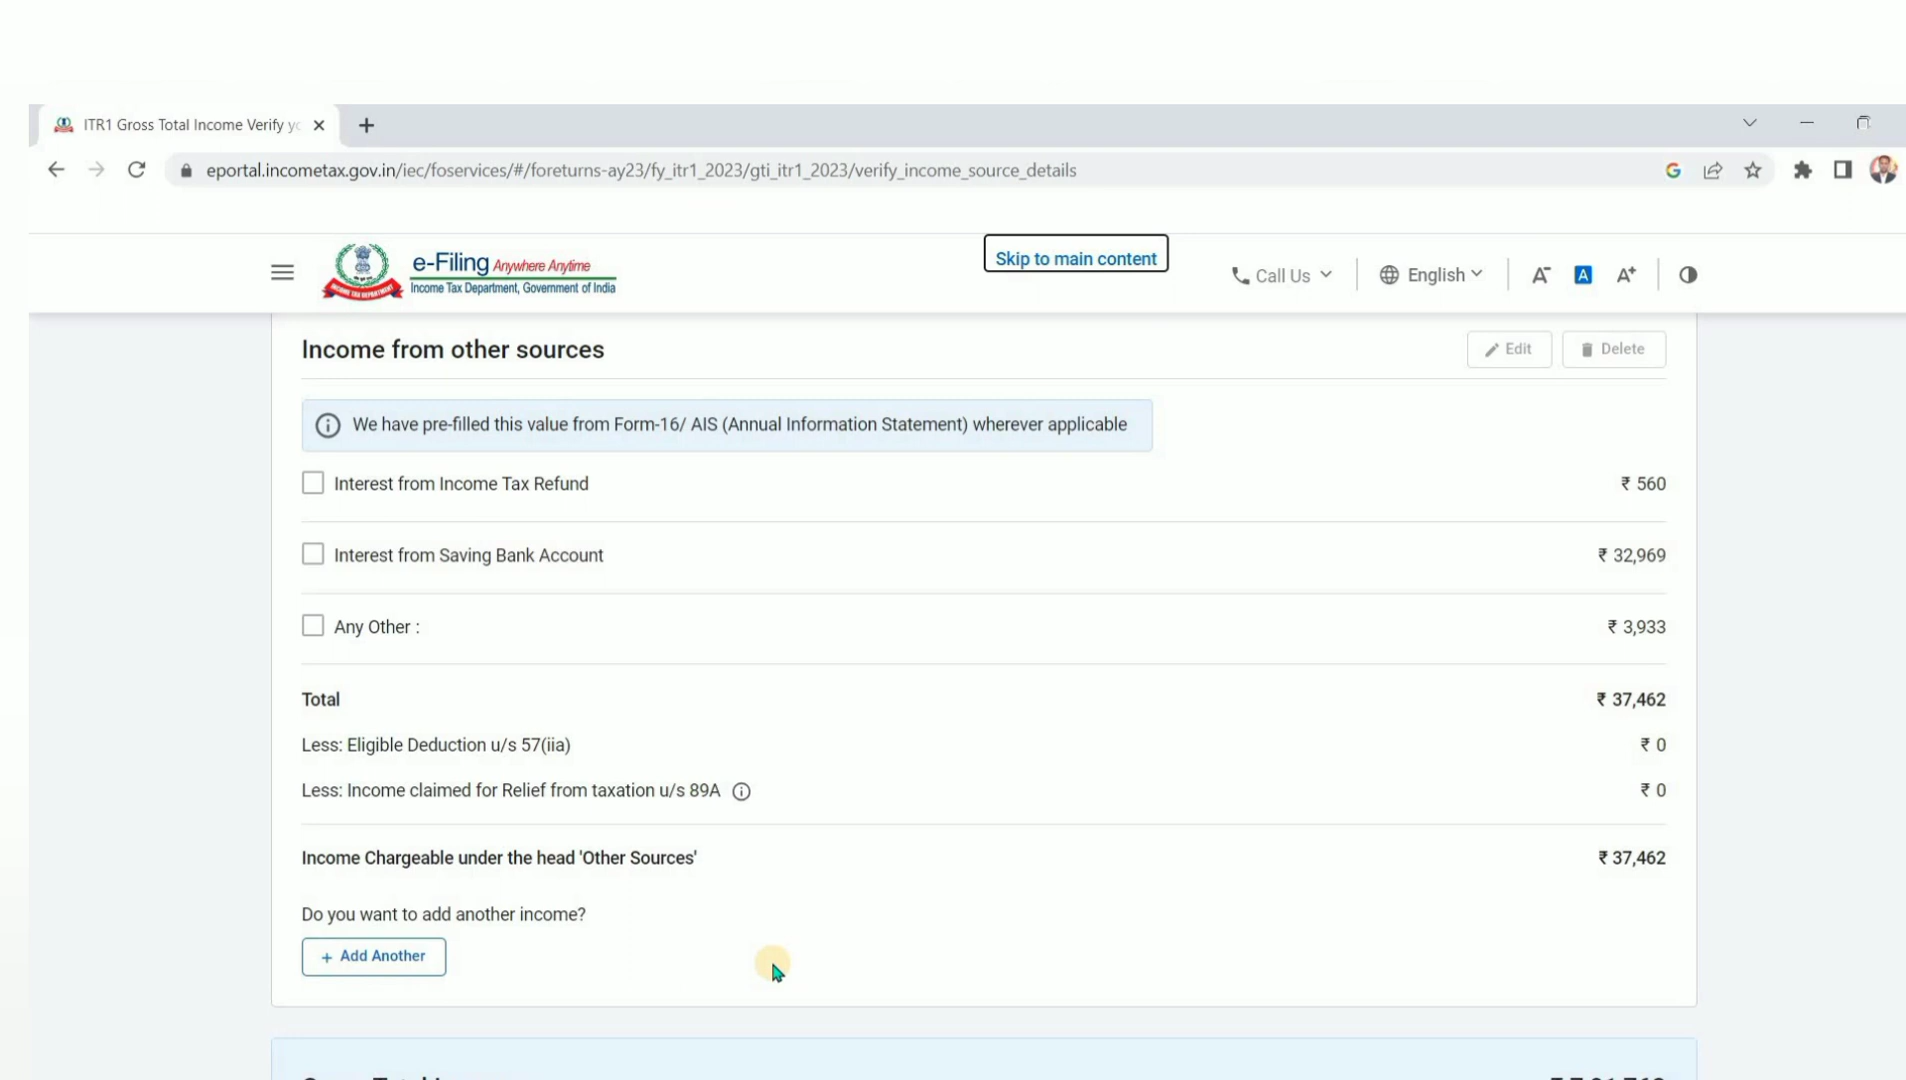 ITR1 Gross Total Income Verify yo
eportal.incometax.gov.in/iec/foservices/#/foreturns-ay23/fy_itr1_2023/gti_itr1_2023/verify_income_source_details
e-Filing Anywhere Anytime
Income Tax Department, Government of India
Skip to main content
Call Us
English
A-
A
A+
Income from other sources
Edit
Delete
We have pre-filled this value from Form-16/ AIS (Annual Information Statement) wherever applicable
Interest from Income Tax Refund ₹ 560
Interest from Saving Bank Account ₹ 32,969
Any Other : ₹ 3,933
Total ₹ 37,462
Less: Eligible Deduction u/s 57(iia) ₹ 0
Less: Income claimed for Relief from taxation u/s 89A ₹ 0
Income Chargeable under the head 'Other Sources' ₹ 37,462
Do you want to add another income?
+ Add Another